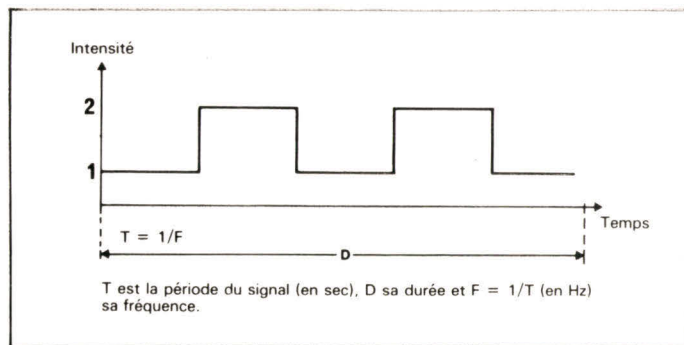 Intensité
2
1
Temps
T = 1/F
D
T est la période du signal (en sec), D sa durée et F = 1/T (en Hz)
sa fréquence.